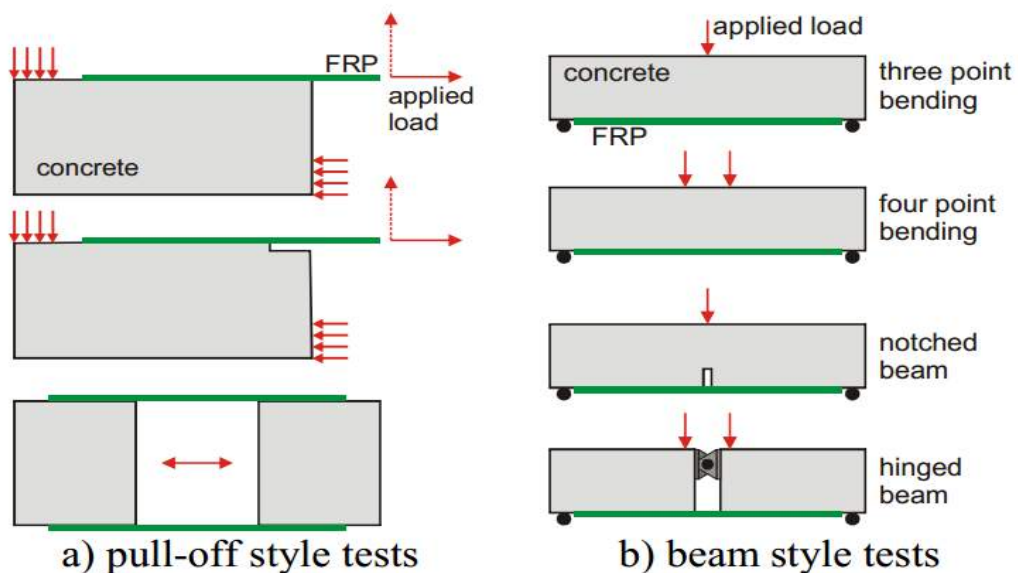 FRP
applied
load
concrete
a) pull-off style tests
applied load
concrete
three point
bending
FRP
four point
bending
notched
beam
hinged
beam
b) beam style tests